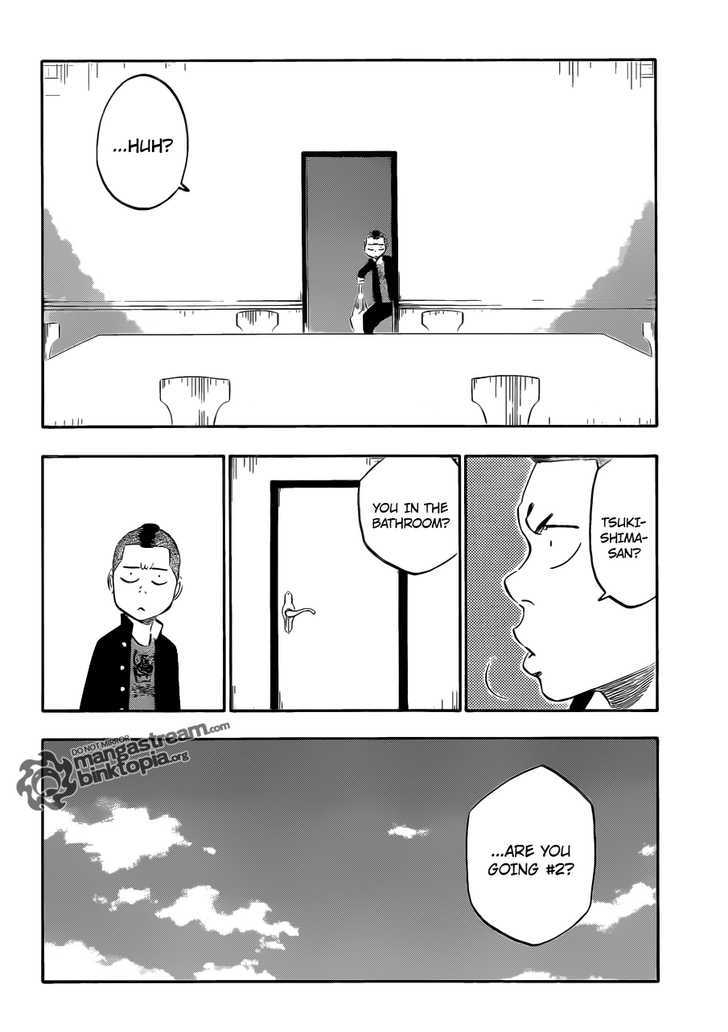 ...HUH?
TSUKI-
SHIMA-
SAN?
YOU IN THE
BATHROOM?
DO NOT MIRROR
mangastream.com
binktopia.org
...ARE YOU
GOING #2?